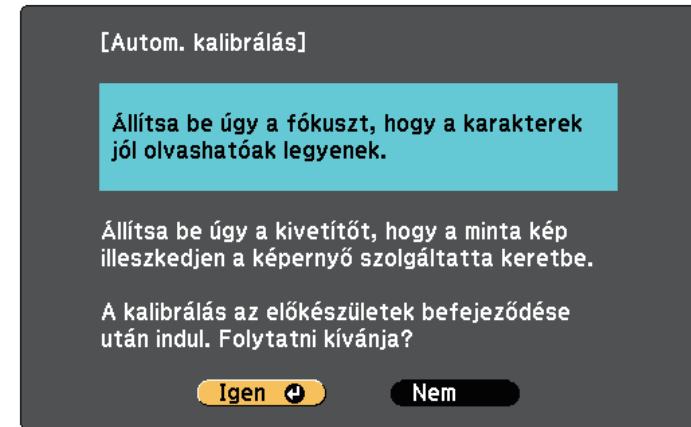 [Autom. kalibrálás]
Állítsa be úgy a fókuszt, hogy a karakterek
jól olvashatóak legyenek.
Állítsa be úgy a kivetítőt, hogy a minta kép
illeszkedjen a képernyő szolgáltatta keretbe.
A kalibrálás az előkészületek befejeződése
után indul. Folytatni kívánja?
Igen Nem